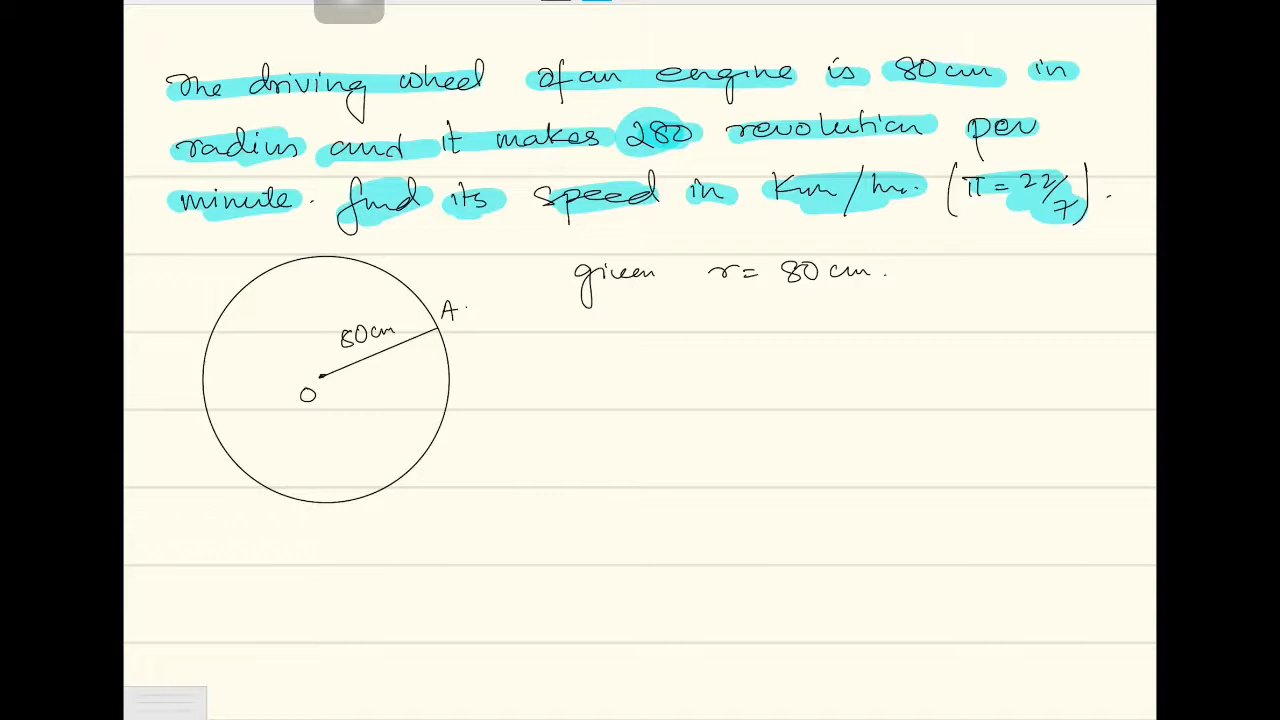 The driving wheel of an engine is 80 cm in
radius and it makes 280 revolution per
minute. find its speed in Km/hr. (π = 22/7).
given r = 80 cm.
A.
80cm
O